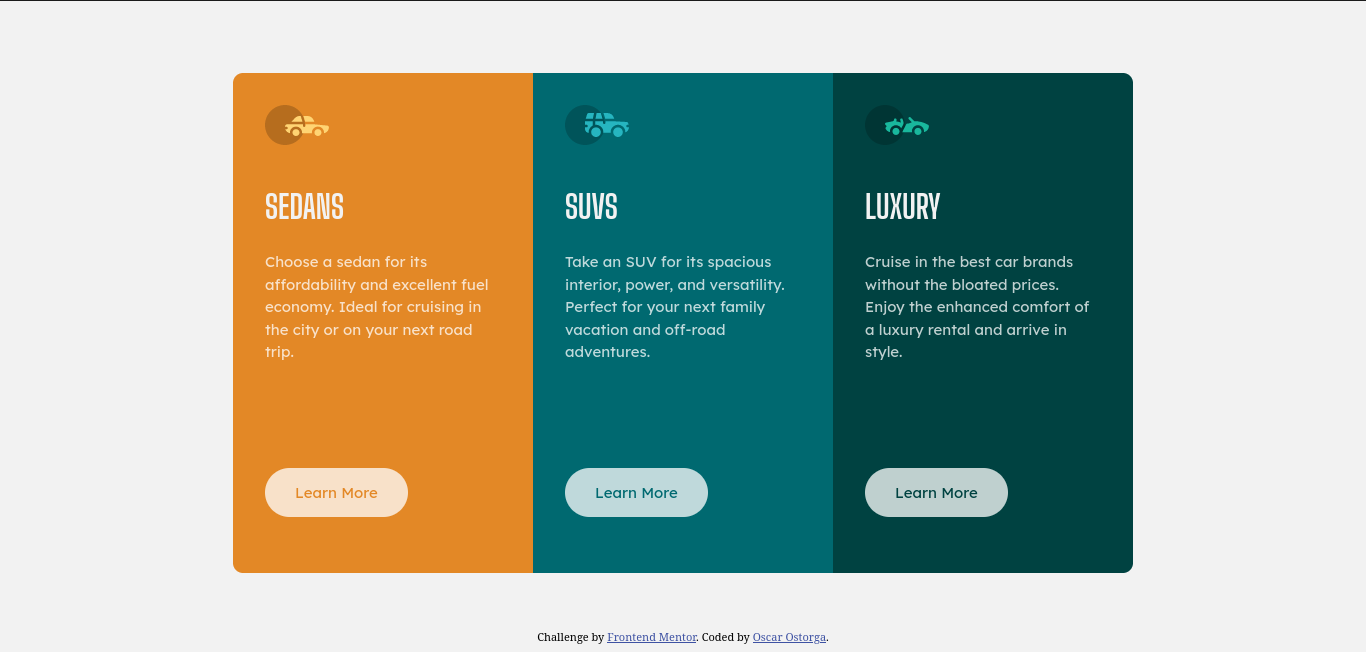 SEDANS
Choose a sedan for its
affordability and excellent fuel
economy. Ideal for cruising in
the city or on your next road
trip.
Learn More
SUVS
Take an SUV for its spacious
interior, power, and versatility.
Perfect for your next family
vacation and off-road
adventures.
Learn More
LUXURY
Cruise in the best car brands
without the bloated prices.
Enjoy the enhanced comfort of
a luxury rental and arrive in
style.
Learn More
Challenge by Frontend Mentor. Coded by Oscar Ostorga.